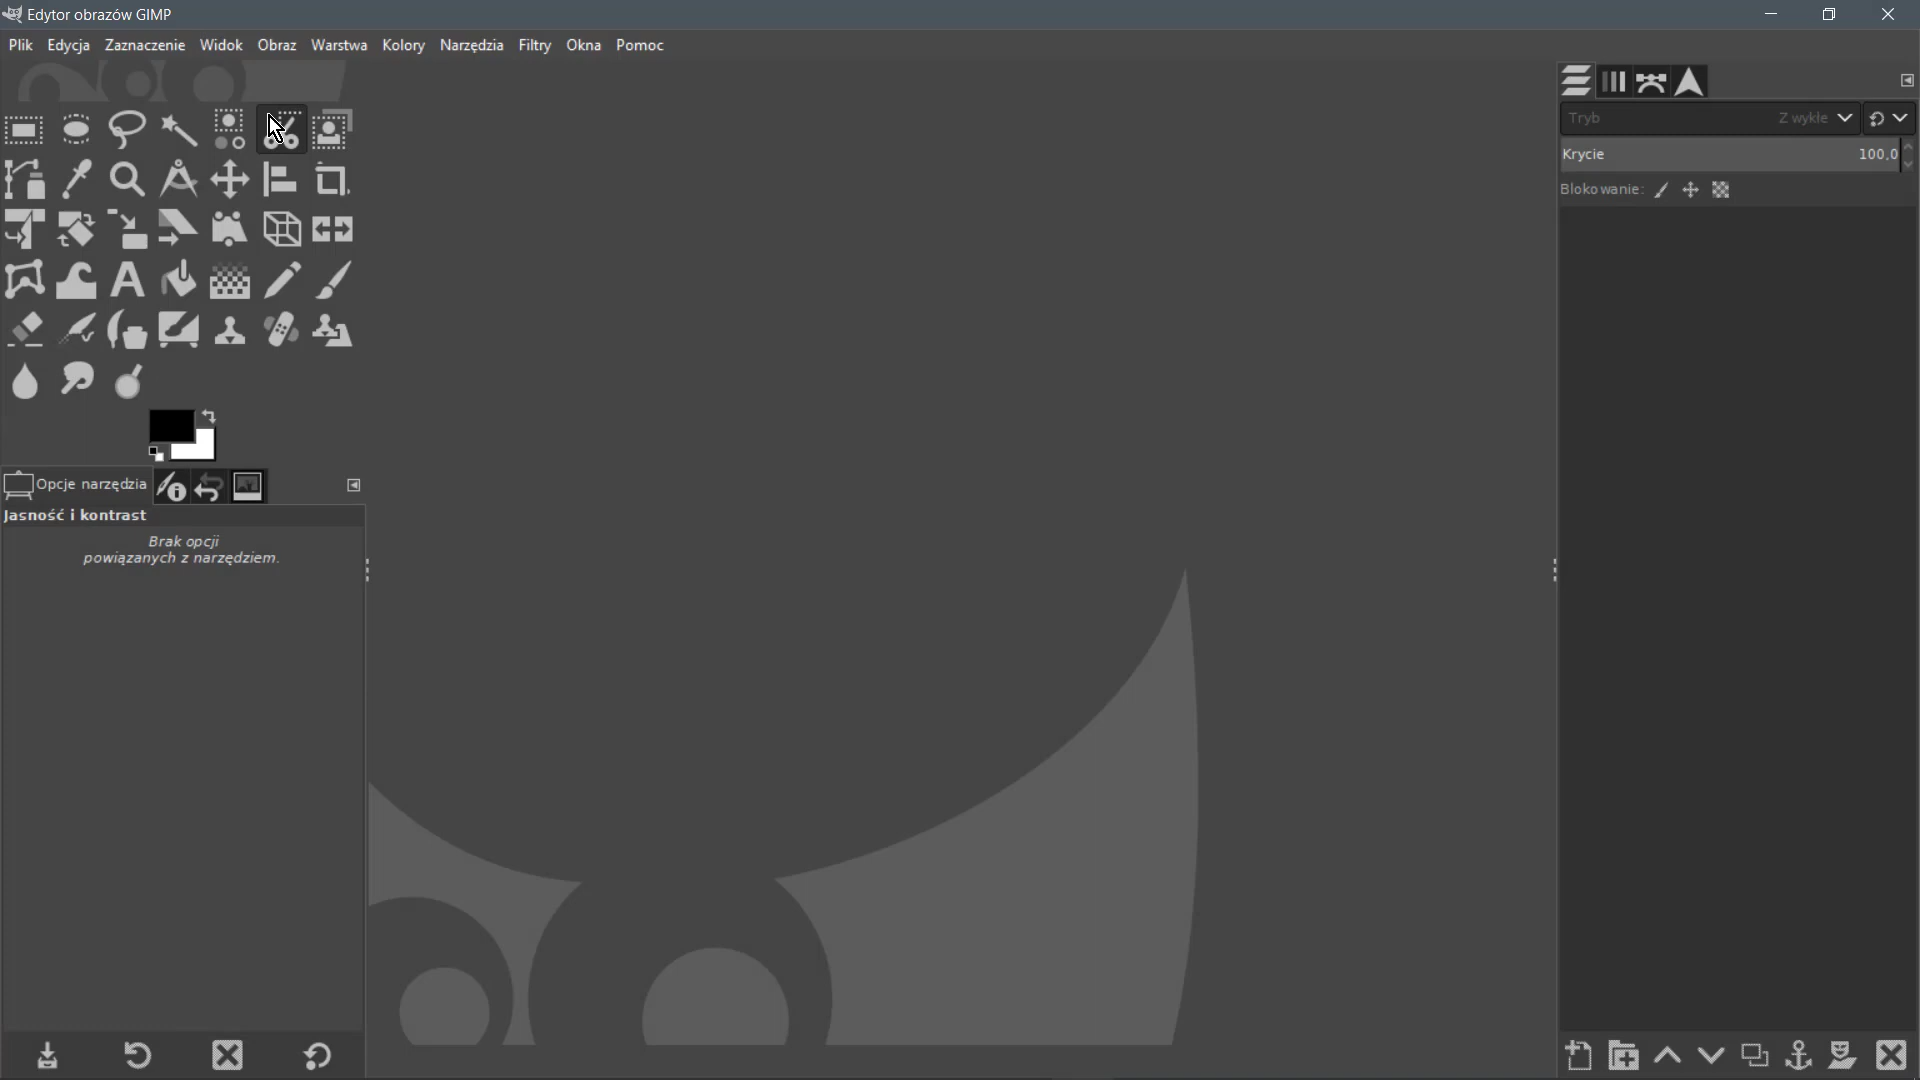 Edytor obrazów GIMP
Plik Edycja Zaznaczenie Widok Obraz Warstwa Kolory Narzędzia Filtry Okna Pomoc
Tryb Z wykłe
Krycie 100,0
Blokowanie:
Opcje narzędzia
Jasność i kontrast
Brak opcji
powiązanych z narzędziem.